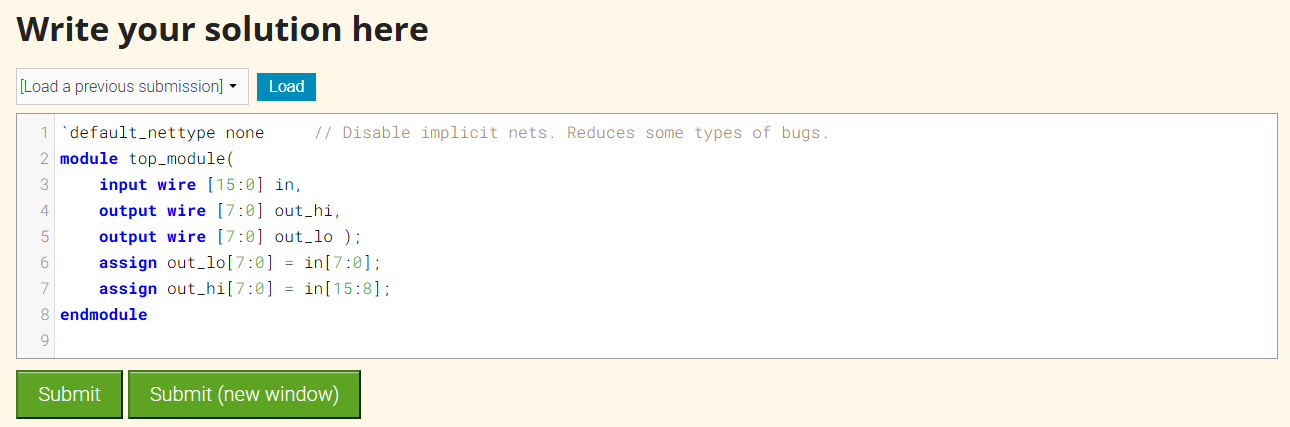 Write your solution here
[Load a previous submission] Load
1 `default_nettype none     // Disable implicit nets. Reduces some types of bugs.
2 module top_module(
3     input wire [15:0] in,
4     output wire [7:0] out_hi,
5     output wire [7:0] out_lo );
6     assign out_lo[7:0] = in[7:0];
7     assign out_hi[7:0] = in[15:8];
8 endmodule
9
Submit Submit (new window)